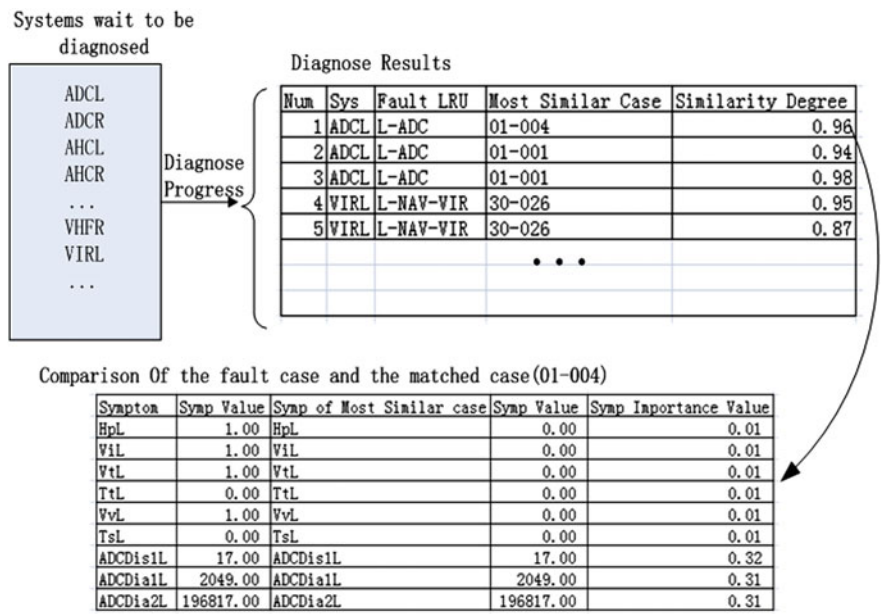 Systems wait to be
diagnosed
ADCL
ADCR
AHCL
AHCR
...
VHFR
VIRL
...
Diagnose
Progress
Diagnose Results
Num Sys Fault LRU Most Similar Case Similarity Degree
1 ADCL L-ADC 01-004 0.96
2 ADCL L-ADC 01-001 0.94
3 ADCL L-ADC 01-001 0.98
4 VIRL L-NAV-VIR 30-026 0.95
5 VIRL L-NAV-VIR 30-026 0.87
...
Comparison Of the fault case and the matched case(01-004)
Symptom Symp Value Symp of Most Similar case Symp Value Symp Importance Value
HpL 1.00 HpL 0.00 0.01
ViL 1.00 ViL 0.00 0.01
VtL 1.00 VtL 0.00 0.01
TtL 0.00 TtL 0.00 0.01
VvL 1.00 VvL 0.00 0.01
TsL 0.00 TsL 0.00 0.01
ADCDis1L 17.00 ADCDis1L 17.00 0.32
ADCDia1L 2049.00 ADCDia1L 2049.00 0.31
ADCDia2L 196817.00 ADCDia2L 196817.00 0.31